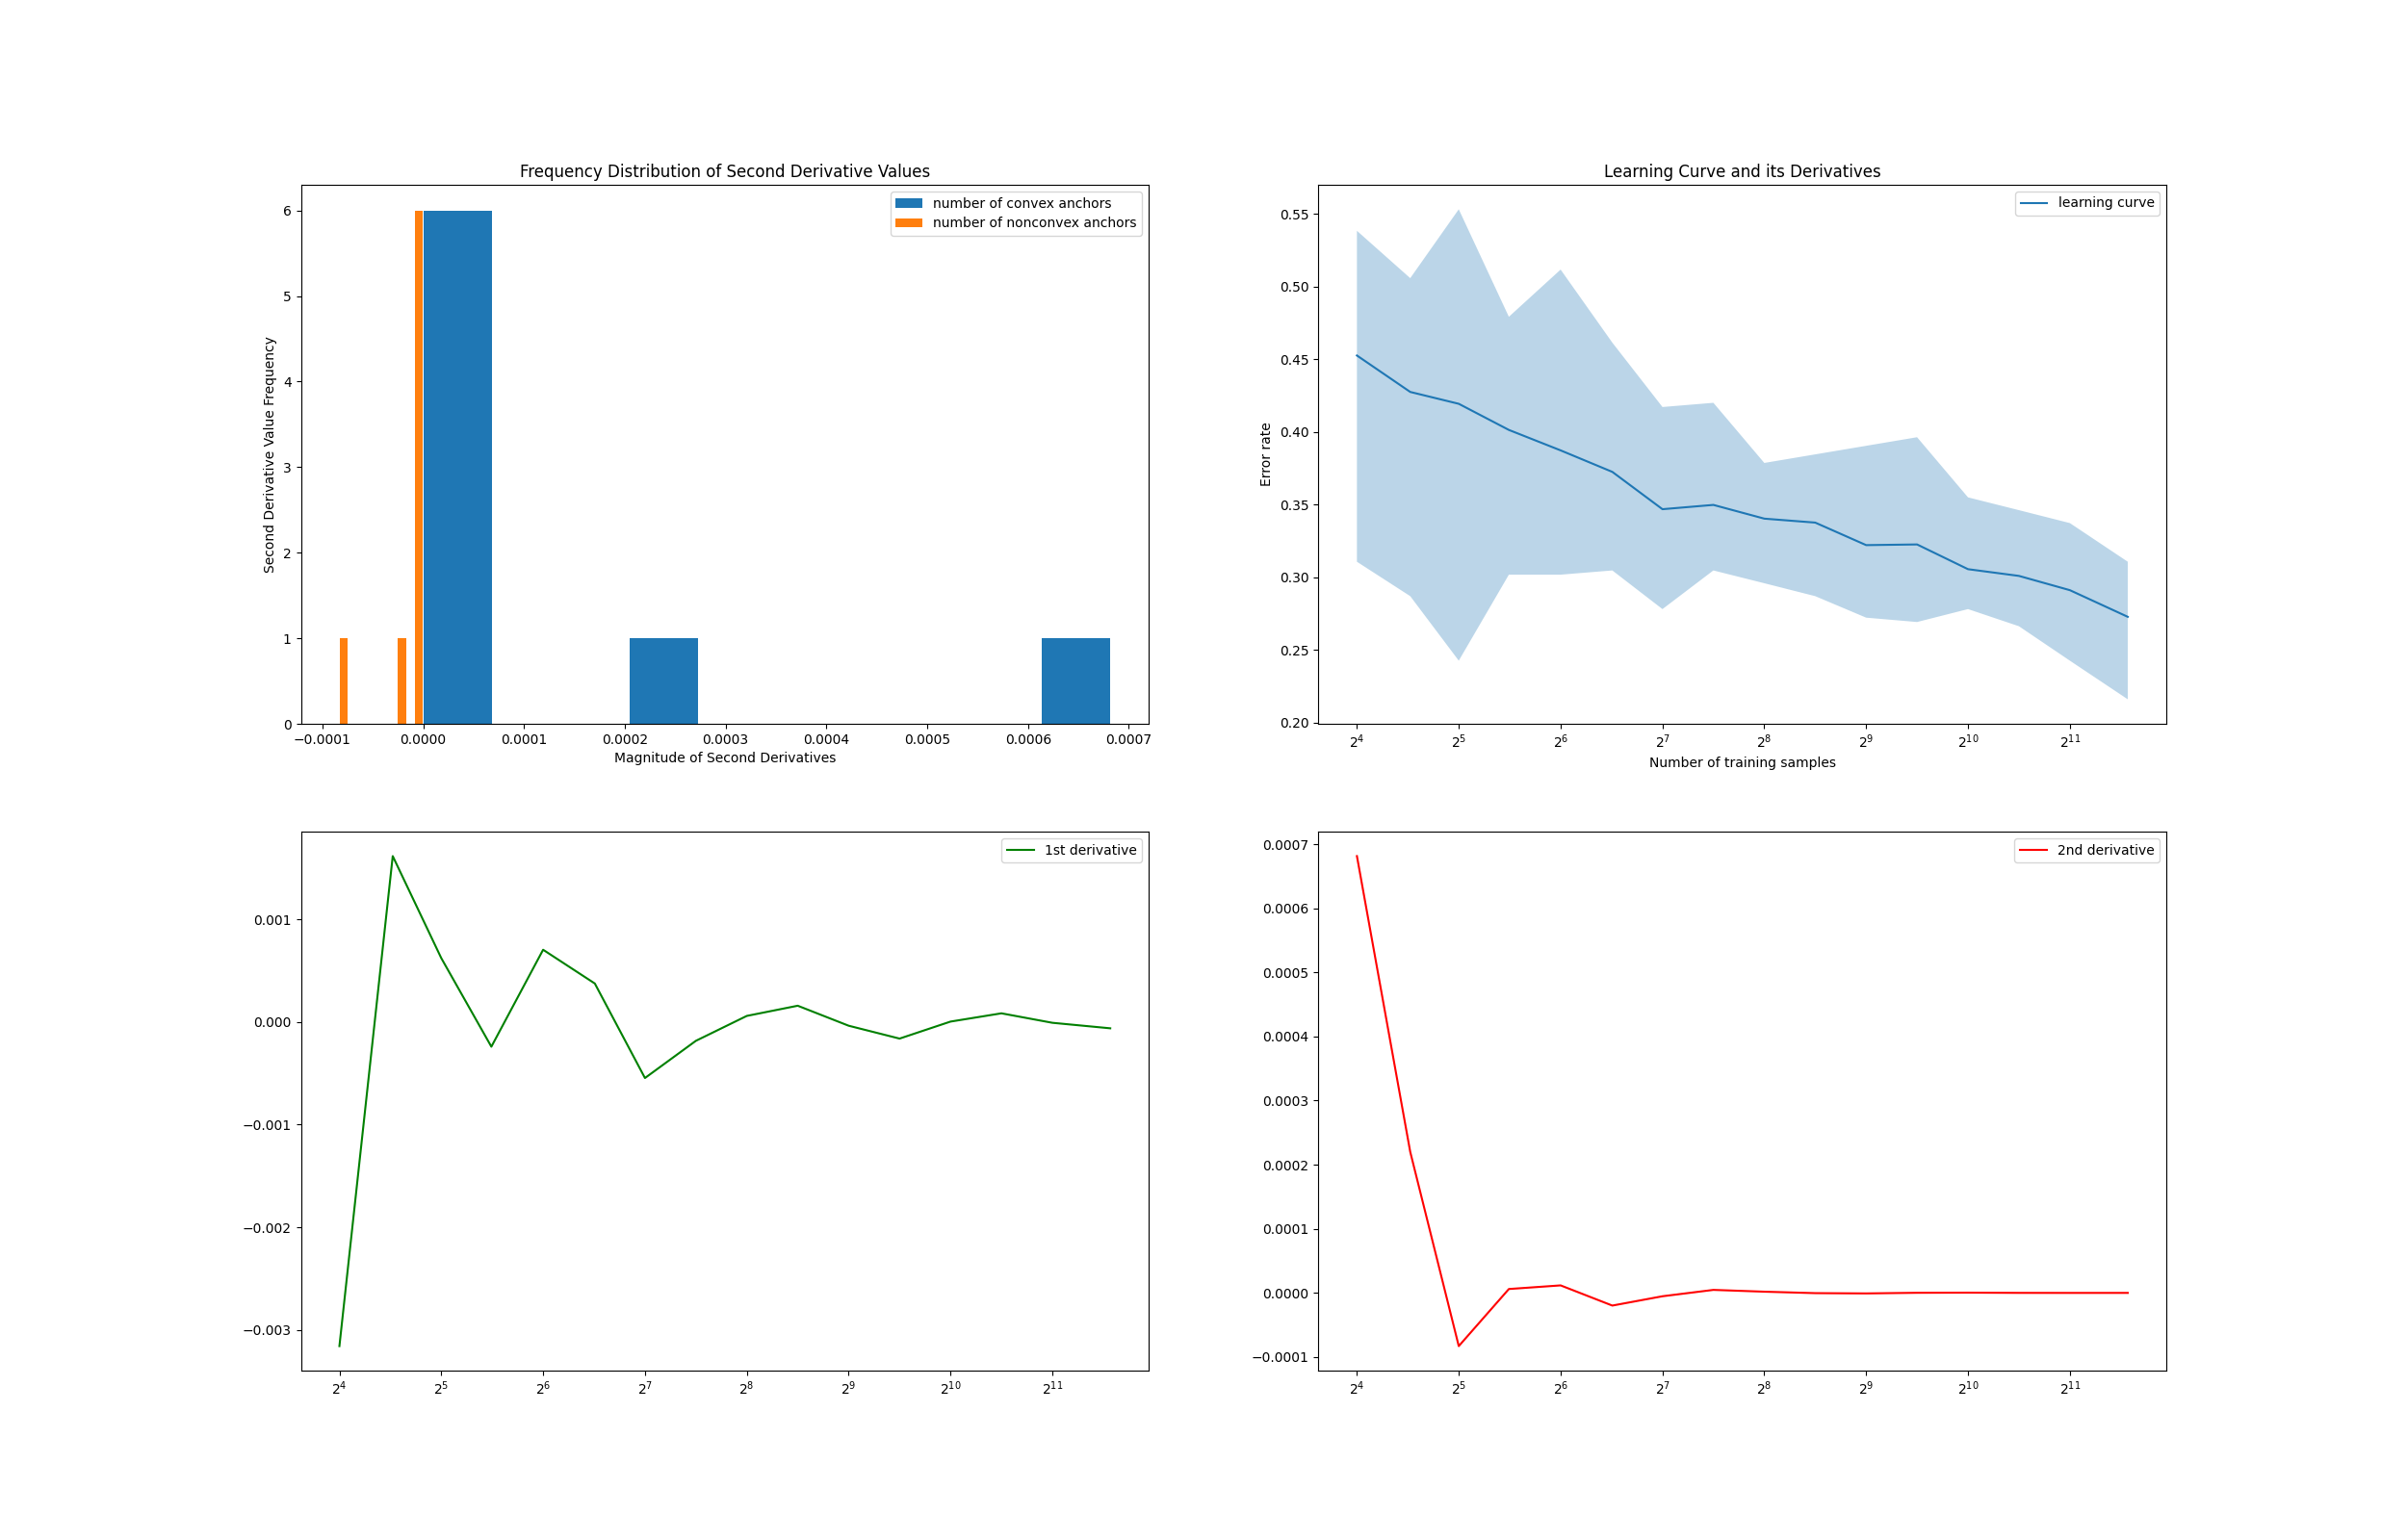 Frequency Distribution of Second Derivative Values
number of convex anchors
number of nonconvex anchors
Second Derivative Value Frequency
6
5
4
3
2
1
0
−0.0001 0.0000 0.0001 0.0002 0.0003 0.0004 0.0005 0.0006 0.0007
Magnitude of Second Derivatives
Learning Curve and its Derivatives
learning curve
Error rate
0.55
0.50
0.45
0.40
0.35
0.30
0.25
0.20
2⁴ 2⁵ 2⁶ 2⁷ 2⁸ 2⁹ 2¹⁰ 2¹¹
Number of training samples
1st derivative
0.001
0.000
−0.001
−0.002
−0.003
2⁴ 2⁵ 2⁶ 2⁷ 2⁸ 2⁹ 2¹⁰ 2¹¹
2nd derivative
0.0007
0.0006
0.0005
0.0004
0.0003
0.0002
0.0001
0.0000
−0.0001
2⁴ 2⁵ 2⁶ 2⁷ 2⁸ 2⁹ 2¹⁰ 2¹¹